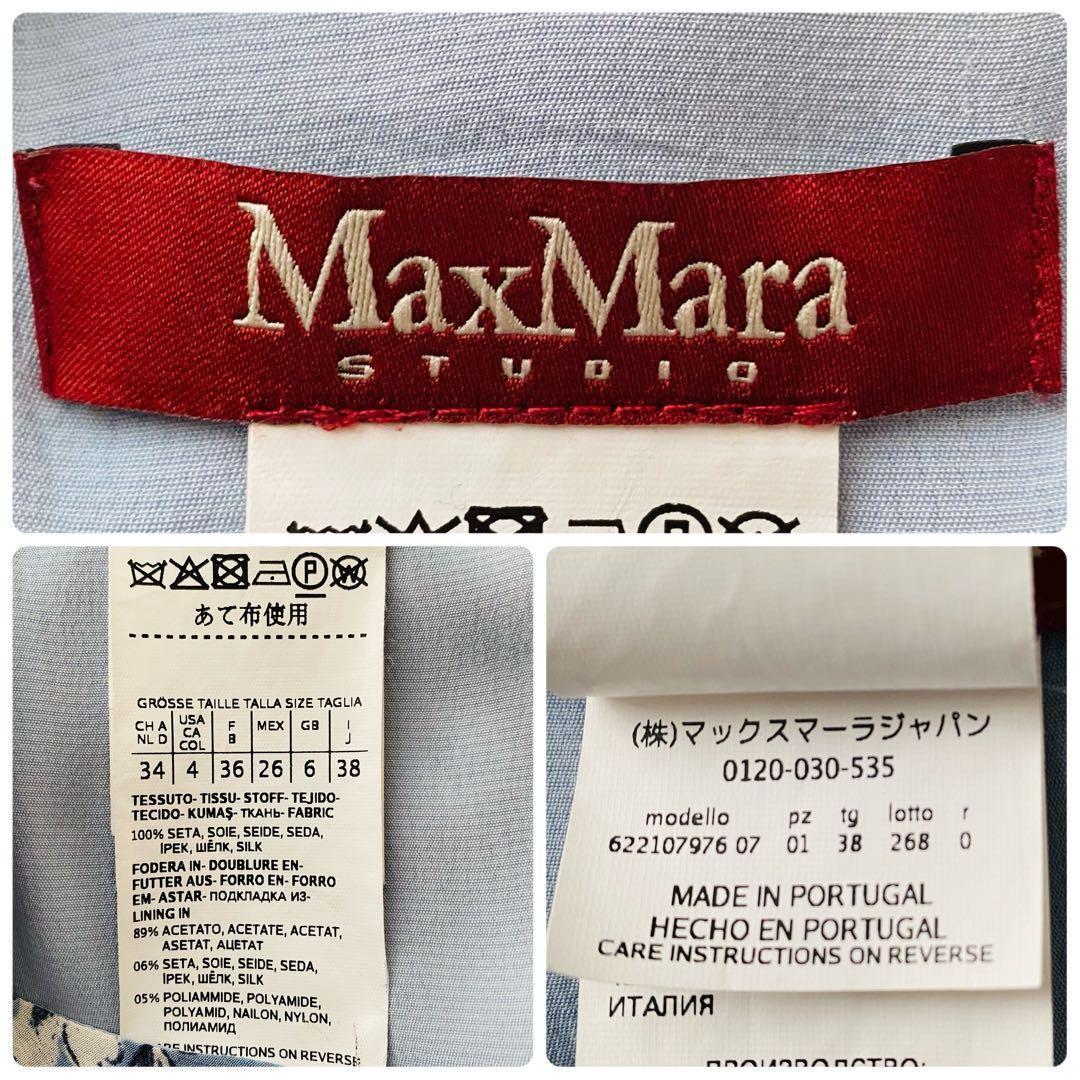 MaxMara
STUDIO
P
W
あて布使用
GRÖSSE TAILLE TALLA SIZE TAGLIA
CH A NL D
USA CA COL
F B
MEX
GB
I J
34 4 36 26 6 38
TESSUTO- TISSU- STOFF- TEJIDO-
TECIDO- KUMAŞ- ТКАНЬ- FABRIC
100% SETA, SOIE, SEIDE, SEDA,
İPEK, ШЁЛК, SILK
FODERA IN- DOUBLURE EN-
FUTTER AUS- FORRO EN- FORRO
EM- ASTAR- ПОДКЛАДКА ИЗ-
LINING IN
89% ACETATO, ACETATE, ACETAT,
ASETAT, АЦЕТАТ
06% SETA, SOIE, SEIDE, SEDA,
İPEK, ШЁЛК, SILK
05% POLIAMMIDE, POLYAMIDE,
POLYAMID, NAILON, NYLON,
ПОЛИАМИД
INSTRUCTIONS ON REVERSE
(株)マックスマーラジャパン
0120-030-535
modello pz tg lotto r
622107976 07 01 38 268 0
MADE IN PORTUGAL
HECHO EN PORTUGAL
CARE INSTRUCTIONS ON REVERSE
ИТАЛИЯ
ПРОИЗВОДСТВО: